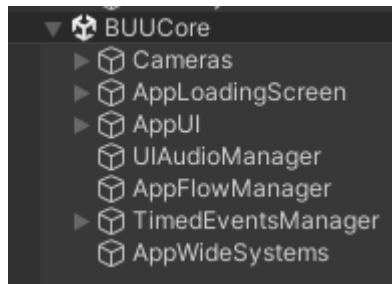 BUUCore
Cameras
AppLoadingScreen
AppUI
UIAudioManager
AppFlowManager
TimedEventsManager
AppWideSystems